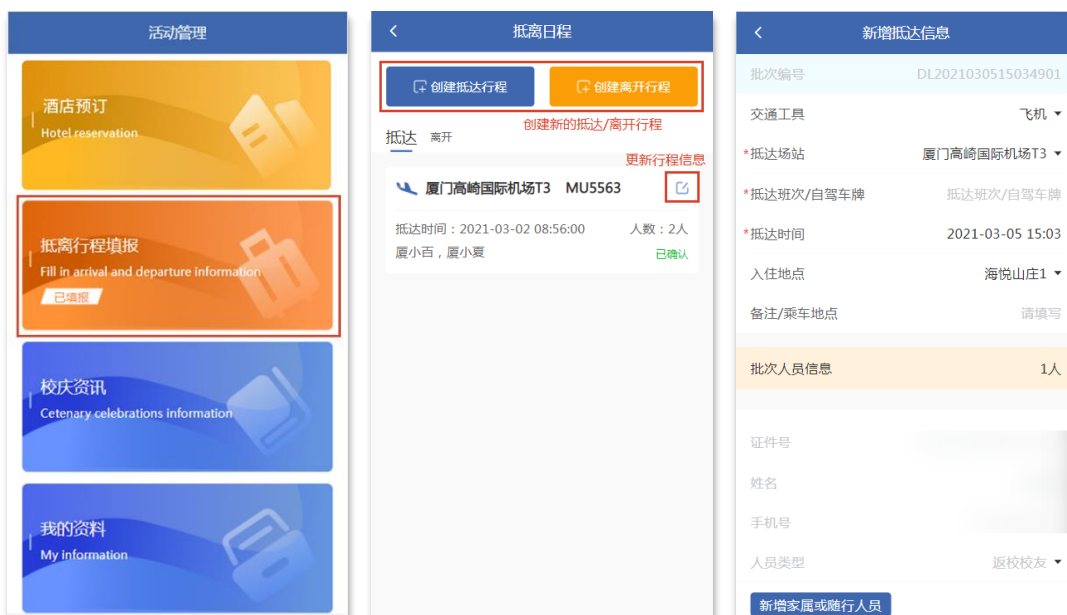 活动管理
酒店预订
Hotel reservation
抵离行程填报
Fill in arrival and departure information
已填报
校庆资讯
Cetenary celebrations information
我的资料
My information
抵离日程
创建抵达行程
创建离开行程
创建新的抵达/离开行程
抵达 离开
更新行程信息
厦门高崎国际机场T3 MU5563
抵达时间：2021-03-02 08:56:00 人数：2人
厦小百，厦小夏 已确认
新增抵达信息
批次编号 DL2021030515034901
交通工具 飞机
*抵达场站 厦门高崎国际机场T3
*抵达班次/自驾车牌 抵达班次/自驾车牌
*抵达时间 2021-03-05 15:03
入住地点 海悦山庄1
备注/乘车地点 请填写
批次人员信息 1人
证件号
姓名
手机号
人员类型 返校校友
新增家属或随行人员